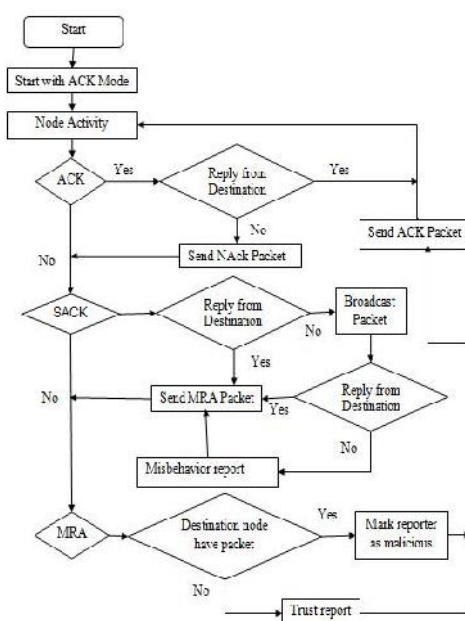 Start
Start with ACK Mode
Node Activity
ACK
Yes
Reply from
Destination
Yes
No
Send ACK Packet
Send NAck Packet
No
SACK
Reply from
Destination
No
Broadcast
Packet
Yes
No
Send MRA Packet
Yes
Reply from
Destination
No
Misbehavior report
MRA
Destination node
have packet
Yes
Mark reporter
as malicious
No
Trust report